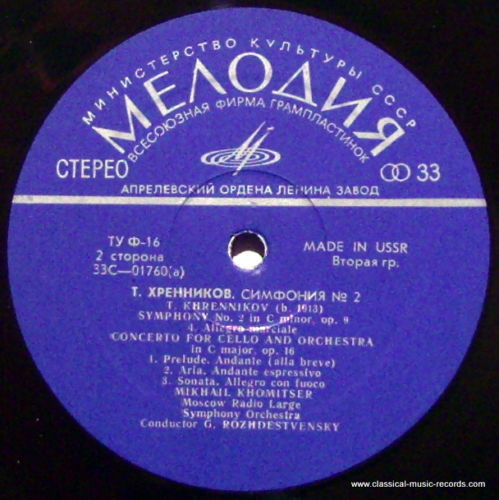 МИНИСТЕРСТВО КУЛЬТУРЫ СССР
МЕЛОДИЯ
ВСЕСОЮЗНАЯ ФИРМА ГРАМПЛАСТИНОК
СТЕРЕО
33
АПРЕЛЕВСКИЙ ОРДЕНА ЛЕНИНА ЗАВОД
ТУ Ф-16
2 сторона
33С—01760(а)
MADE IN USSR
Вторая гр.
Т. ХРЕННИКОВ. СИМФОНИЯ № 2
T. KHRENNIKOV (b. 1913)
SYMPHONY No. 2 in C minor, op. 9
4. Allegro marciale
CONCERTO FOR CELLO AND ORCHESTRA
in C major, op. 16
1. Prelude. Andante (alla breve)
2. Aria. Andante espressivo
3. Sonata. Allegro con fuoco
MIKHAIL KHOMITSER
Moscow Radio Large
Symphony Orchestra
Conductor G. ROZHDESTVENSKY
www.classical-music-records.com